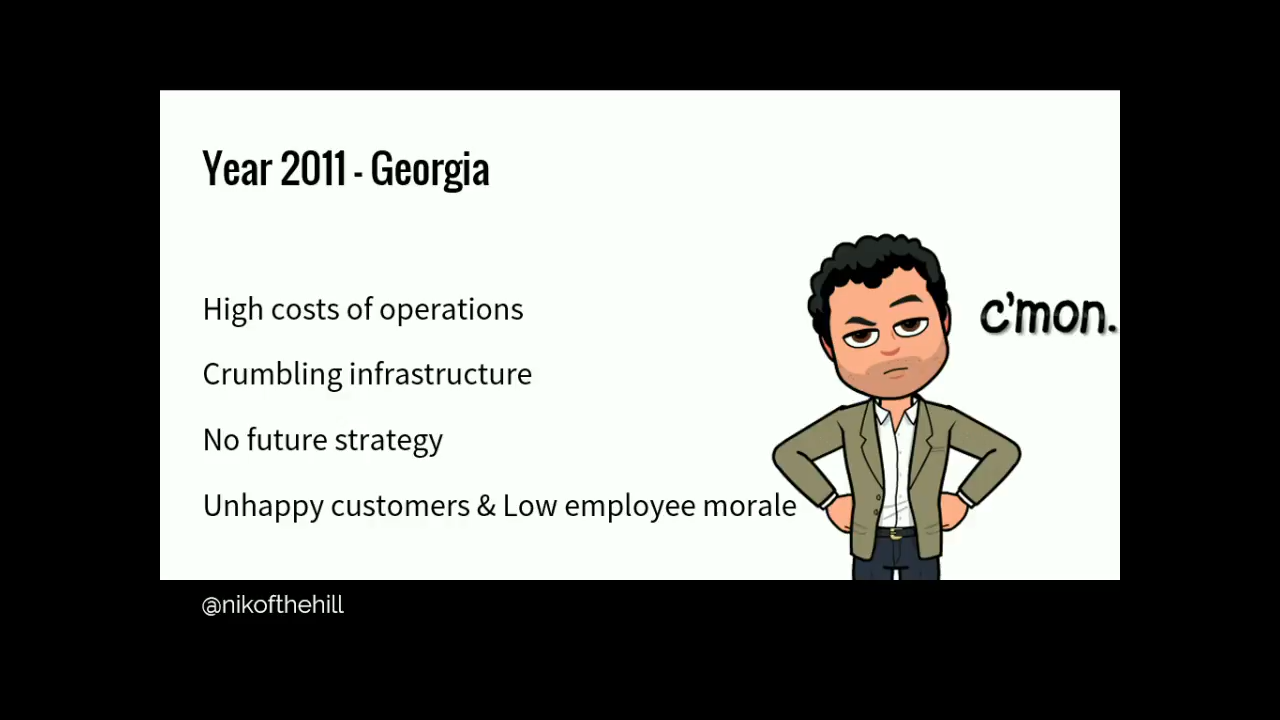 Year 2011 - Georgia
High costs of operations
c'mon.
Crumbling infrastructure
No future strategy
Unhappy customers & Low employee morale
@nikofthehill